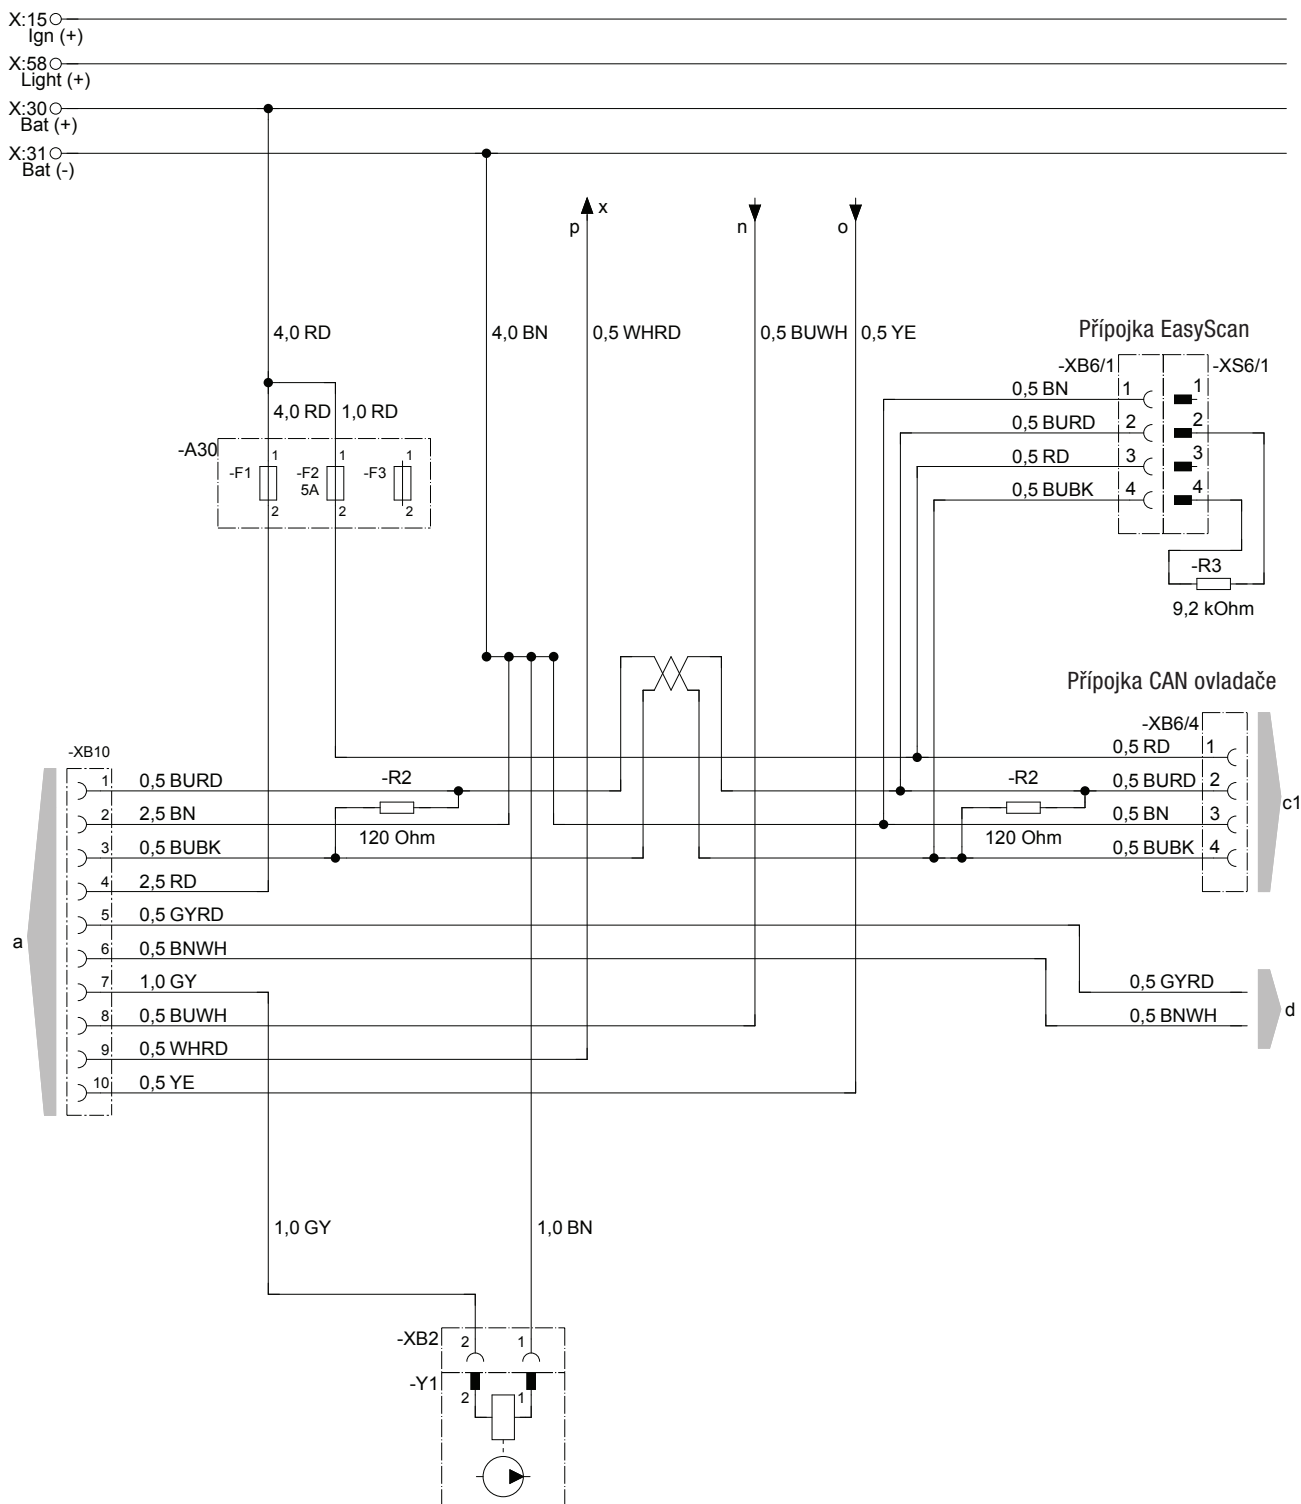 X:15
Ign (+)
X:58
Light (+)
X:30
Bat (+)
X:31
Bat (-)
x
p
n
o
4,0 RD
4,0 BN
0,5 WHRD
0,5 BUWH
0,5 YE
Přípojka EasyScan
-XB6/1
-XS6/1
0,5 BN
1
1
0,5 BURD
2
2
0,5 RD
3
3
0,5 BUBK
4
4
-R3
9,2 kOhm
4,0 RD
1,0 RD
-A30
1
1
1
-F1
-F2
5A
-F3
2
2
2
Přípojka CAN ovladače
-XB6/4
0,5 RD
1
0,5 BURD
2
0,5 BN
3
0,5 BUBK
4
c1
-R2
120 Ohm
-R2
120 Ohm
-XB10
1
0,5 BURD
2
2,5 BN
3
0,5 BUBK
4
2,5 RD
5
0,5 GYRD
6
0,5 BNWH
7
1,0 GY
8
0,5 BUWH
9
0,5 WHRD
10
0,5 YE
a
0,5 GYRD
0,5 BNWH
d
1,0 GY
1,0 BN
-XB2
2
1
-Y1
2
1